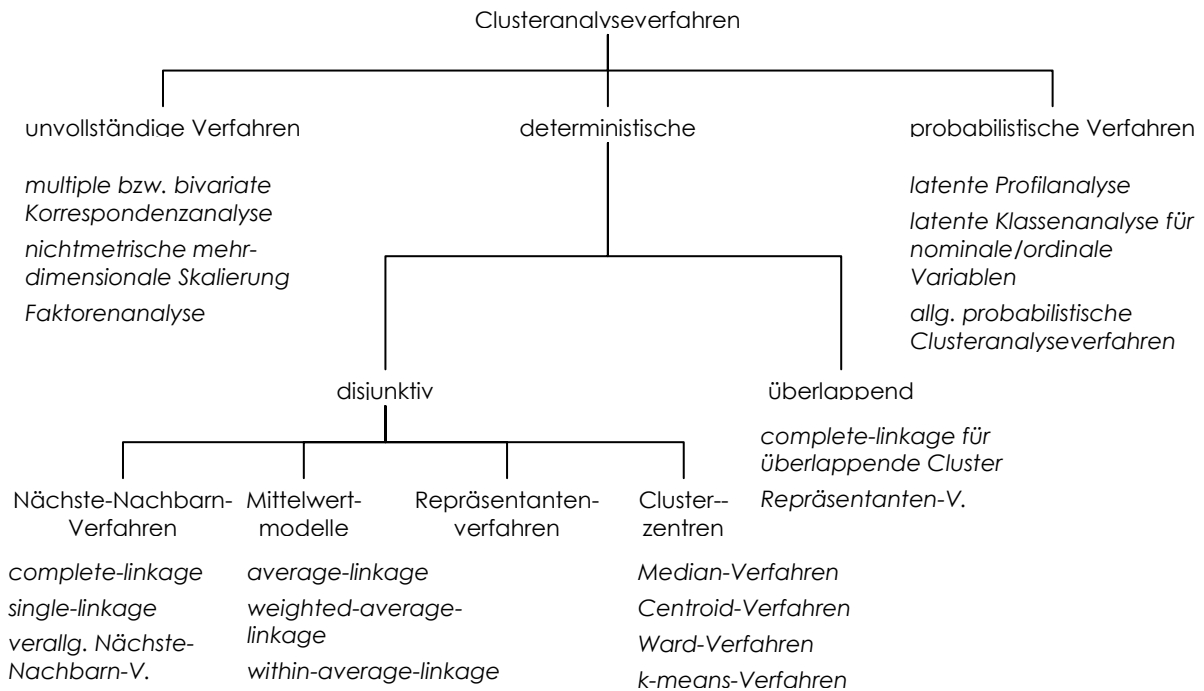 Clusteranalyseverfahren
unvollständige Verfahren
multiple bzw. bivariate
Korrespondenzanalyse
nichtmetrische mehr-
dimensionale Skalierung
Faktorenanalyse
deterministische
probabilistische Verfahren
latente Profilanalyse
latente Klassenanalyse für
nominale/ordinale
Variablen
allg. probabilistische
Clusteranalyseverfahren
disjunktiv
überlappend
complete-linkage für
überlappende Cluster
Repräsentanten-V.
Nächste-Nachbarn-
Verfahren
complete-linkage
single-linkage
verallg. Nächste-
Nachbarn-V.
Mittelwert-
modelle
average-linkage
weighted-average-
linkage
within-average-linkage
Repräsentanten-
verfahren
Cluster--
zentren
Median-Verfahren
Centroid-Verfahren
Ward-Verfahren
k-means-Verfahren